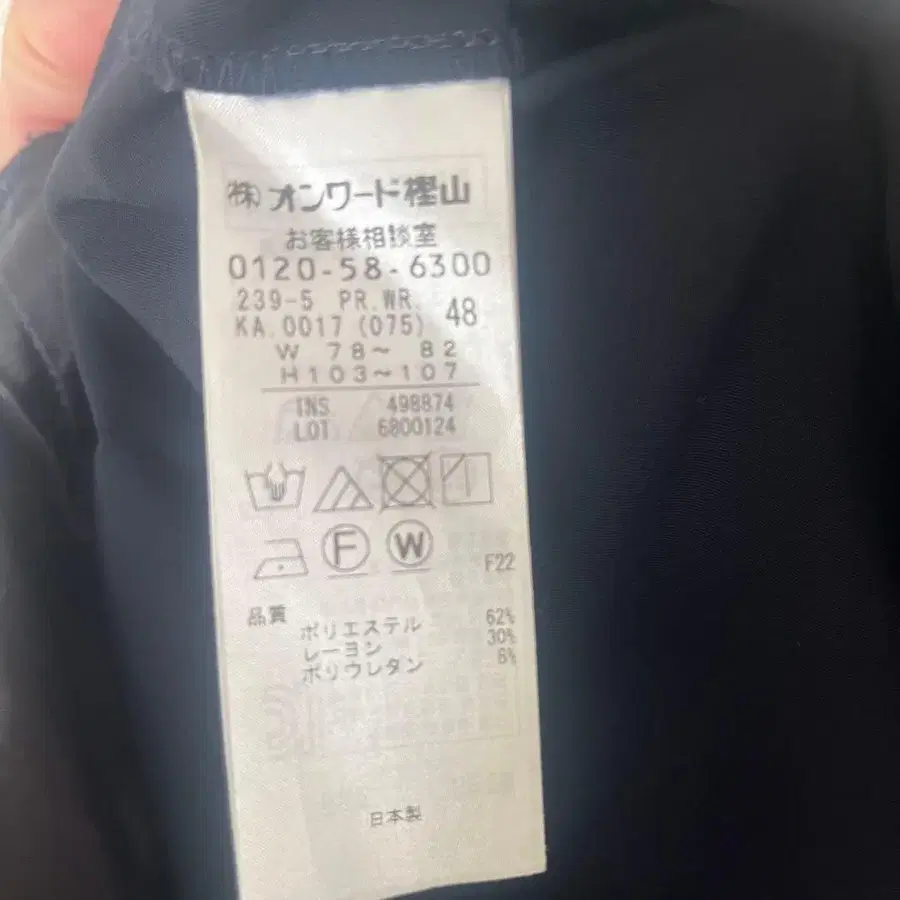 (株)オンワード樫山
お客様相談室
0120-58-6300
239-5 PR.WR.
KA.0017 (075) 48
W 78〜 82
H103〜107
INS 498874
LOT 6800124
F W
F22
品質
ポリエステル 62%
レーヨン 30%
ポリウレタン 8%
日本製